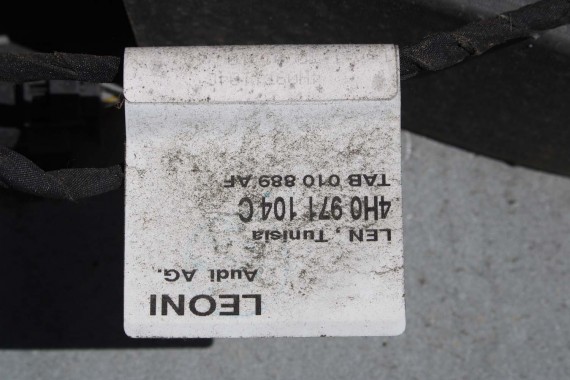 LEONI
Audi AG.
LEN , Tunisia
4H0 971 104 C
TAB 010 889 AF